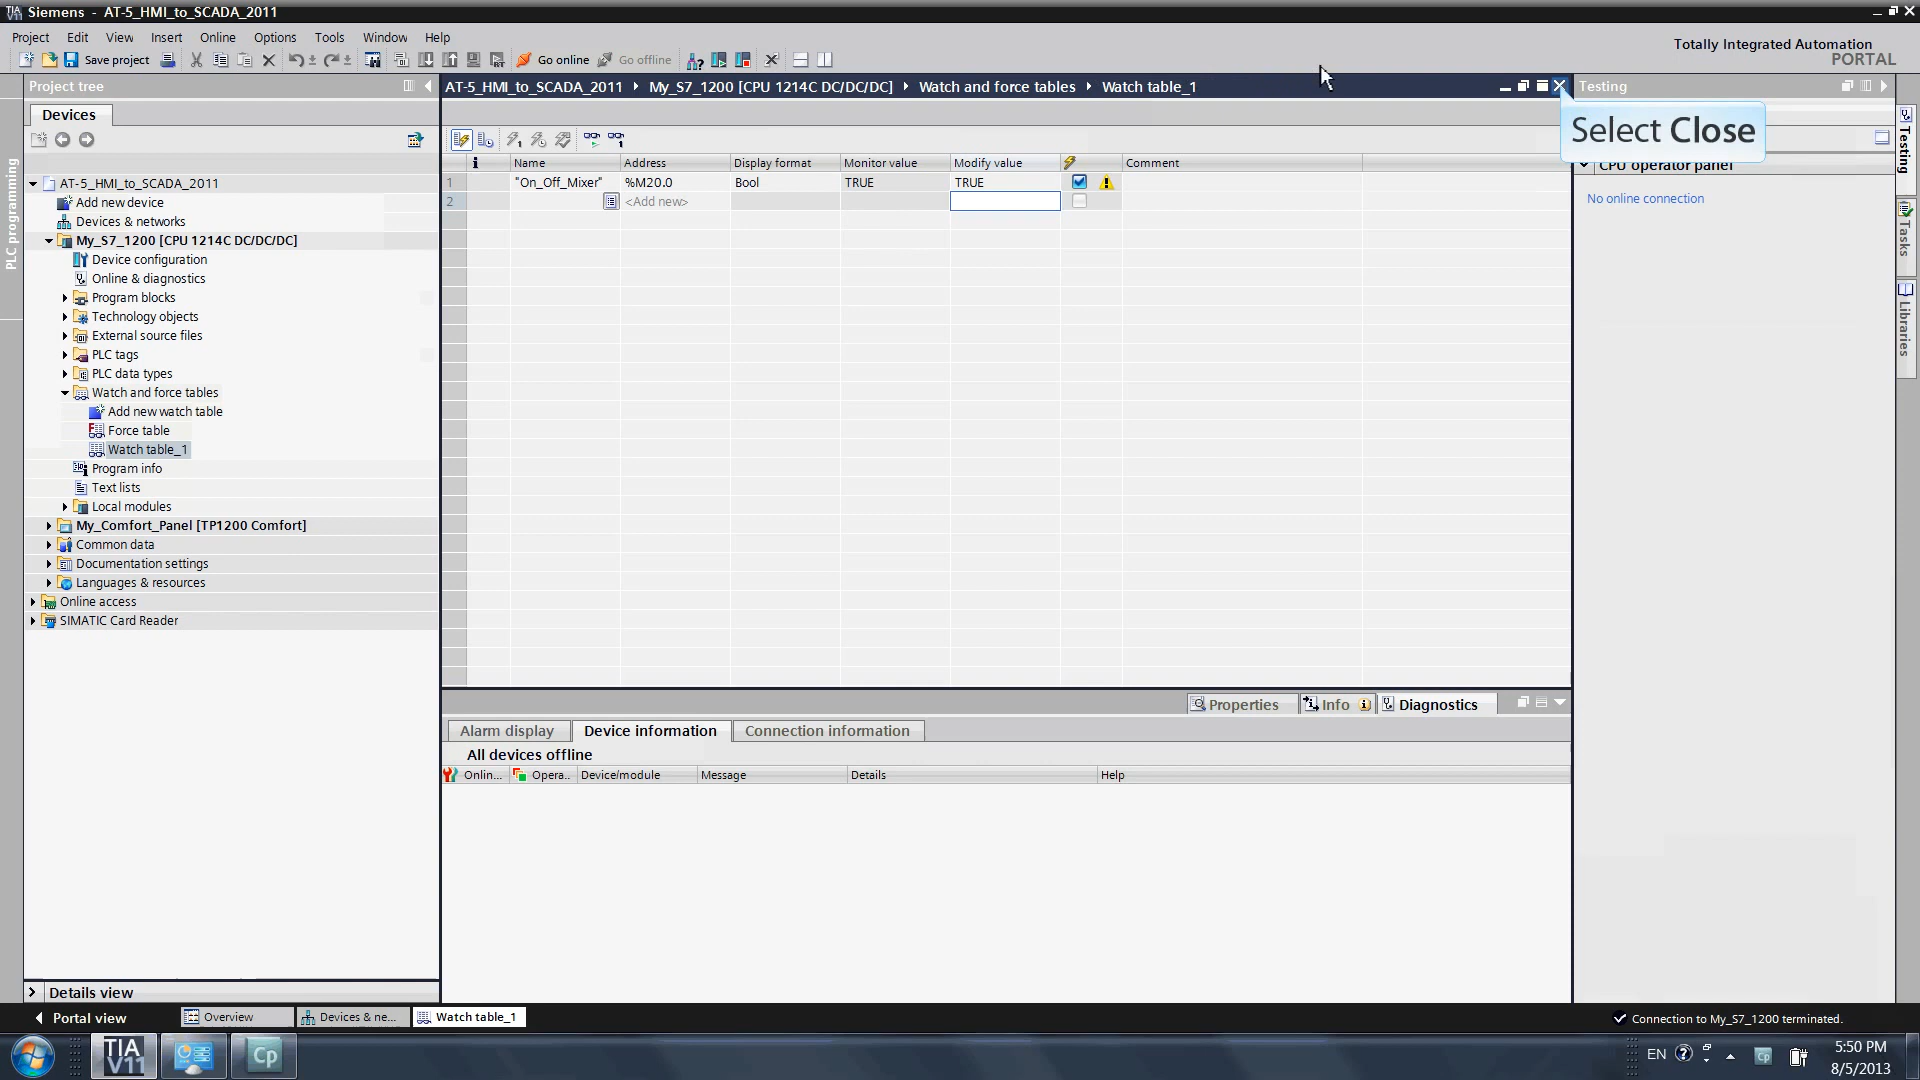 TIA
V11
Siemens - AT-5_HMI_to_SCADA_2011
Project Edit View Insert Online Options Tools Window Help
Totally Integrated Automation
PORTAL
Save project
Go online
Go offline
Project tree
AT-5_HMI_to_SCADA_2011 My_S7_1200 [CPU 1214C DC/DC/DC] Watch and force tables Watch table_1
Testing
Select Close
Devices
PLC programming
Testing
Tasks
Libraries
CPU operator panel
No online connection
i Name Address Display format Monitor value Modify value Comment
1 "On_Off_Mixer" %M20.0 Bool TRUE TRUE
2 <Add new>
AT-5_HMI_to_SCADA_2011
Add new device
Devices & networks
My_S7_1200 [CPU 1214C DC/DC/DC]
Device configuration
Online & diagnostics
Program blocks
Technology objects
External source files
PLC tags
PLC data types
Watch and force tables
Add new watch table
Force table
Watch table_1
Program info
Text lists
Local modules
My_Comfort_Panel [TP1200 Comfort]
Common data
Documentation settings
Languages & resources
Online access
SIMATIC Card Reader
Properties Info Diagnostics
Alarm display Device information Connection information
All devices offline
Onlin... Opera.. Device/module Message Details Help
Details view
Portal view Overview Devices & ne... Watch table_1
Connection to My_S7_1200 terminated.
TIA
V11
Cp
EN
Cp
5:50 PM
8/5/2013